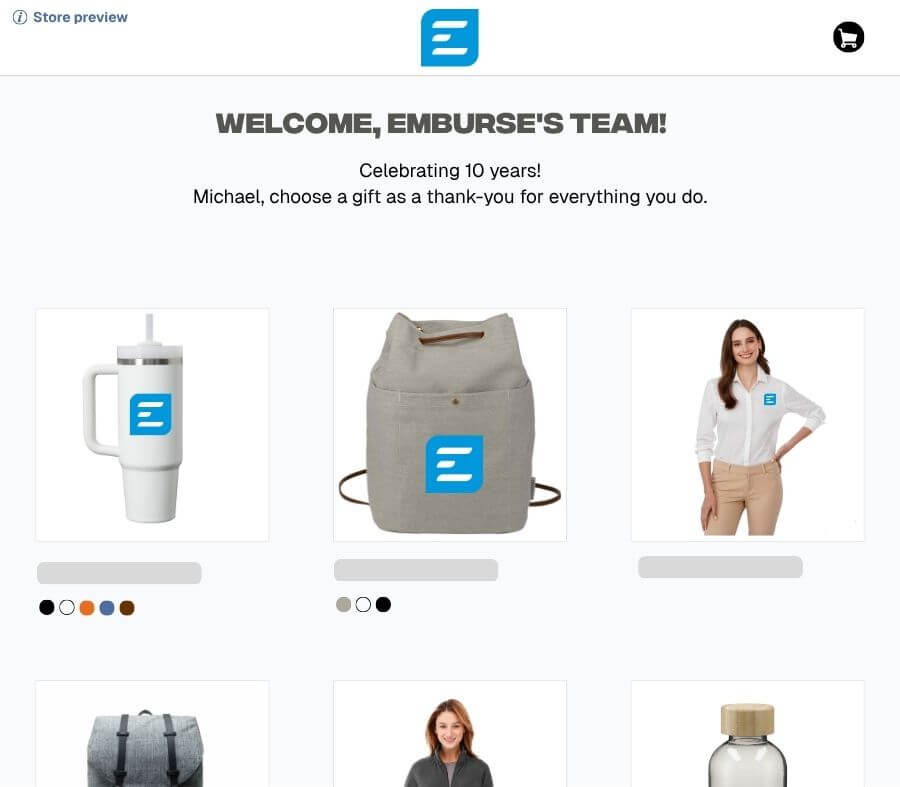 Store preview
WELCOME, EMBURSE'S TEAM!
Celebrating 10 years!
Michael, choose a gift as a thank-you for everything you do.